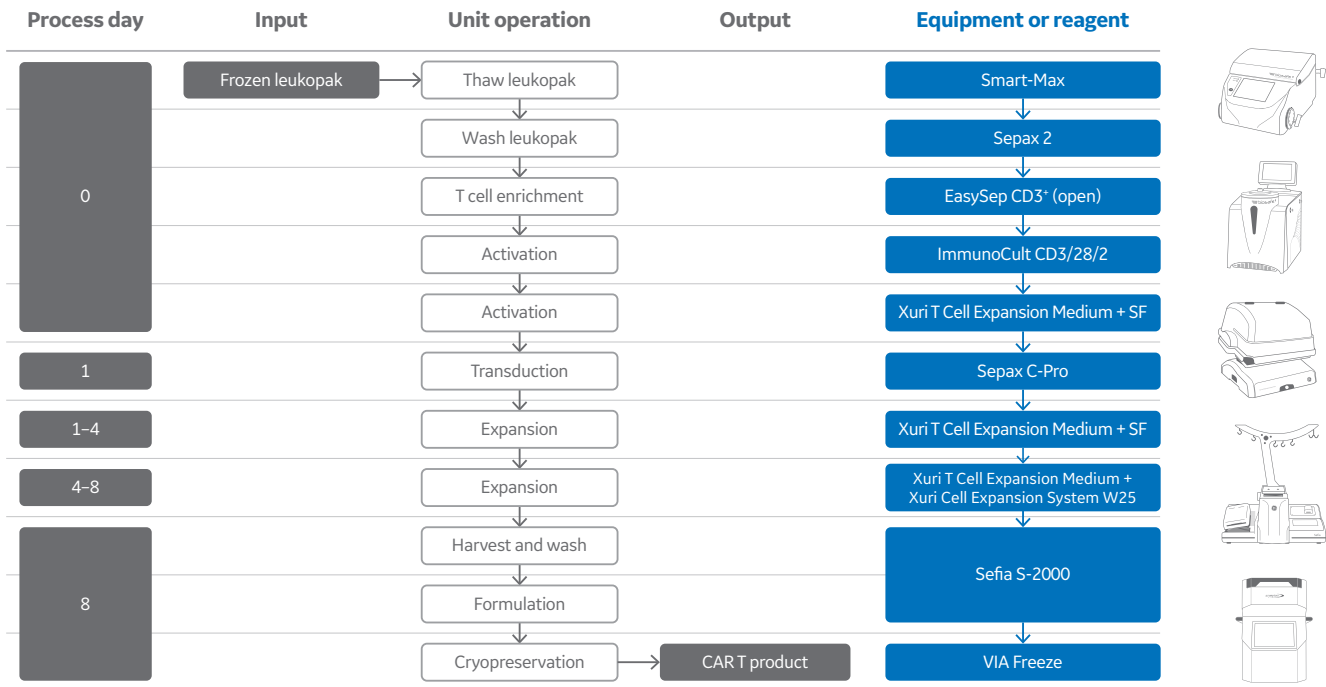 Process day Input Unit operation Output Equipment or reagent
Frozen leukopak Thaw leukopak Smart-Max
Wash leukopak Sepax 2
0 T cell enrichment EasySep CD3⁺ (open)
Activation ImmunoCult CD3/28/2
Activation Xuri T Cell Expansion Medium + SF
1 Transduction Sepax C-Pro
1–4 Expansion Xuri T Cell Expansion Medium + SF
4–8 Expansion Xuri T Cell Expansion Medium +
Xuri Cell Expansion System W25
Harvest and wash
Sefia S-2000
8 Formulation
Cryopreservation CAR T product VIA Freeze